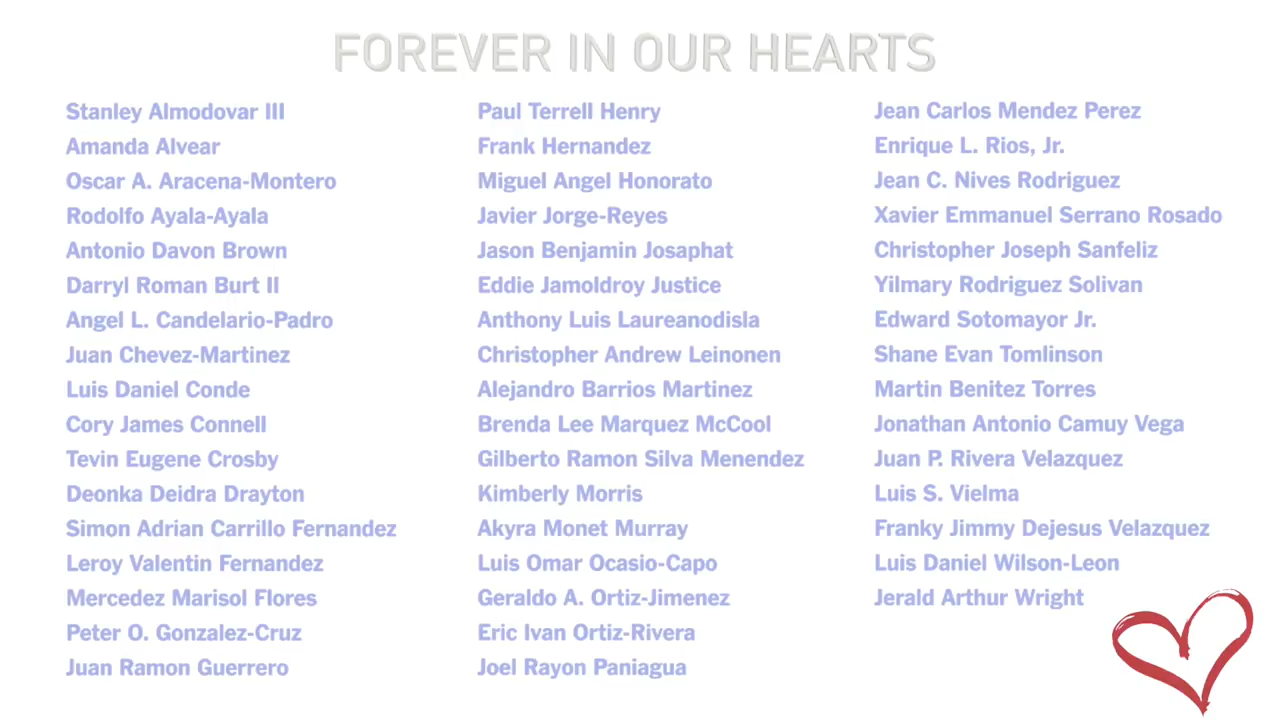 FOREVER IN OUR HEARTS
Stanley Almodovar III
Amanda Alvear
Oscar A. Aracena-Montero
Rodolfo Ayala-Ayala
Antonio Davon Brown
Darryl Roman Burt II
Angel L. Candelario-Padro
Juan Chevez-Martinez
Luis Daniel Conde
Cory James Connell
Tevin Eugene Crosby
Deonka Deidra Drayton
Simon Adrian Carrillo Fernandez
Leroy Valentin Fernandez
Mercedez Marisol Flores
Peter O. Gonzalez-Cruz
Juan Ramon Guerrero
Paul Terrell Henry
Frank Hernandez
Miguel Angel Honorato
Javier Jorge-Reyes
Jason Benjamin Josaphat
Eddie Jamoldroy Justice
Anthony Luis Laureanodisla
Christopher Andrew Leinonen
Alejandro Barrios Martinez
Brenda Lee Marquez McCool
Gilberto Ramon Silva Menendez
Kimberly Morris
Akyra Monet Murray
Luis Omar Ocasio-Capo
Geraldo A. Ortiz-Jimenez
Eric Ivan Ortiz-Rivera
Joel Rayon Paniagua
Jean Carlos Mendez Perez
Enrique L. Rios, Jr.
Jean C. Nives Rodriguez
Xavier Emmanuel Serrano Rosado
Christopher Joseph Sanfeliz
Yilmary Rodriguez Solivan
Edward Sotomayor Jr.
Shane Evan Tomlinson
Martin Benitez Torres
Jonathan Antonio Camuy Vega
Juan P. Rivera Velazquez
Luis S. Vielma
Franky Jimmy Dejesus Velazquez
Luis Daniel Wilson-Leon
Jerald Arthur Wright